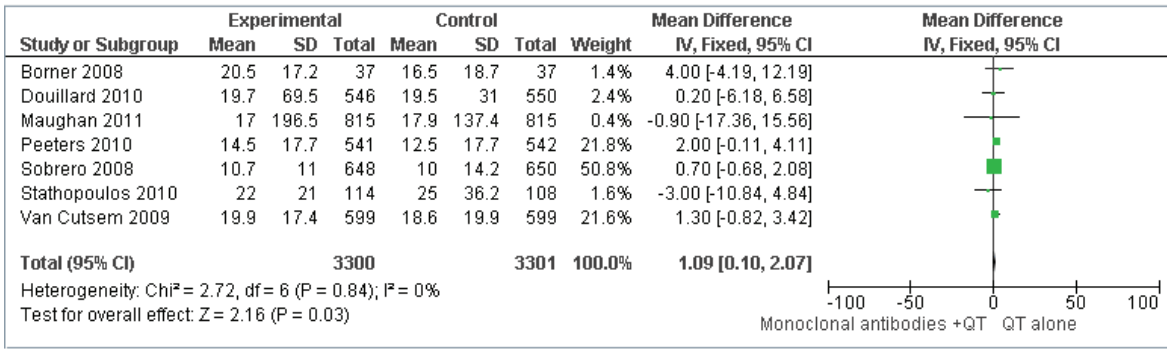 Experimental Control Mean Difference Mean Difference
Study or Subgroup Mean SD Total Mean SD Total Weight IV, Fixed, 95% CI IV, Fixed, 95% CI
Borner 2008 20.5 17.2 37 16.5 18.7 37 1.4% 4.00 [-4.19, 12.19]
Douillard 2010 19.7 69.5 546 19.5 31 550 2.4% 0.20 [-6.18, 6.58]
Maughan 2011 17 196.5 815 17.9 137.4 815 0.4% -0.90 [-17.36, 15.56]
Peeters 2010 14.5 17.7 541 12.5 17.7 542 21.8% 2.00 [-0.11, 4.11]
Sobrero 2008 10.7 11 648 10 14.2 650 50.8% 0.70 [-0.68, 2.08]
Stathopoulos 2010 22 21 114 25 36.2 108 1.6% -3.00 [-10.84, 4.84]
Van Cutsem 2009 19.9 17.4 599 18.6 19.9 599 21.6% 1.30 [-0.82, 3.42]
Total (95% CI) 3300 3301 100.0% 1.09 [0.10, 2.07]
Heterogeneity: Chi² = 2.72, df = 6 (P = 0.84); I² = 0%
Test for overall effect: Z = 2.16 (P = 0.03)
-100 -50 0 50 100
Monoclonal antibodies +QT QT alone